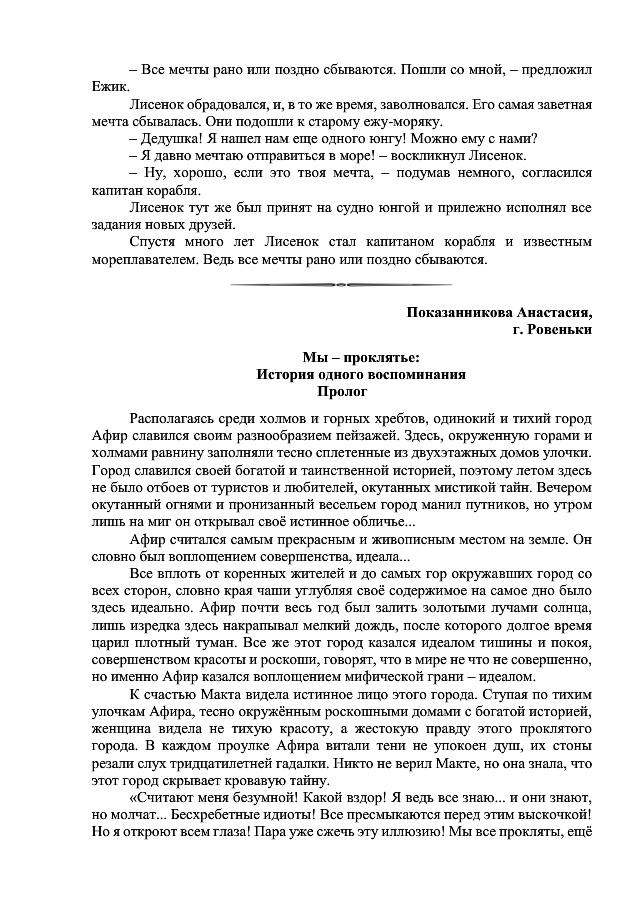 – Все мечты рано или поздно сбываются. Пошли со мной, – предложил
Ежик.
Лисенок обрадовался, и, в то же время, заволновался. Его самая заветная
мечта сбывалась. Они подошли к старому ежу-моряку.
– Дедушка! Я нашел нам еще одного юнгу! Можно ему с нами?
– Я давно мечтаю отправиться в море! – воскликнул Лисенок.
– Ну, хорошо, если это твоя мечта, – подумав немного, согласился
капитан корабля.
Лисенок тут же был принят на судно юнгой и прилежно исполнял все
задания новых друзей.
Спустя много лет Лисенок стал капитаном корабля и известным
мореплавателем. Ведь все мечты рано или поздно сбываются.
Показанникова Анастасия,
г. Ровеньки
Мы – проклятье:
История одного воспоминания
Пролог
Располагаясь среди холмов и горных хребтов, одинокий и тихий город
Афир славился своим разнообразием пейзажей. Здесь, окруженную горами и
холмами равнину заполняли тесно сплетенные из двухэтажных домов улочки.
Город славился своей богатой и таинственной историей, поэтому летом здесь
не было отбоев от туристов и любителей, окутанных мистикой тайн. Вечером
окутанный огнями и пронизанный весельем город манил путников, но утром
лишь на миг он открывал своё истинное обличье...
Афир считался самым прекрасным и живописным местом на земле. Он
словно был воплощением совершенства, идеала...
Все вплоть от коренных жителей и до самых гор окружавших город со
всех сторон, словно края чаши углубляя своё содержимое на самое дно было
здесь идеально. Афир почти весь год был залить золотыми лучами солнца,
лишь изредка здесь накрапывал мелкий дождь, после которого долгое время
царил плотный туман. Все же этот город казался идеалом тишины и покоя,
совершенством красоты и роскоши, говорят, что в мире не что не совершенно,
но именно Афир казался воплощением мифической грани – идеалом.
К счастью Макта видела истинное лицо этого города. Ступая по тихим
улочкам Афира, тесно окружённым роскошными домами с богатой историей,
женщина видела не тихую красоту, а жестокую правду этого проклятого
города. В каждом проулке Афира витали тени не упокоен душ, их стоны
резали слух тридцатилетней гадалки. Никто не верил Макте, но она знала, что
этот город скрывает кровавую тайну.
«Считают меня безумной! Какой вздор! Я ведь все знаю... и они знают,
но молчат... Бесхребетные идиоты! Все пресмыкаются перед этим выскочкой!
Но я откроют всем глаза! Пара уже сжечь эту иллюзию! Мы все прокляты, ещё